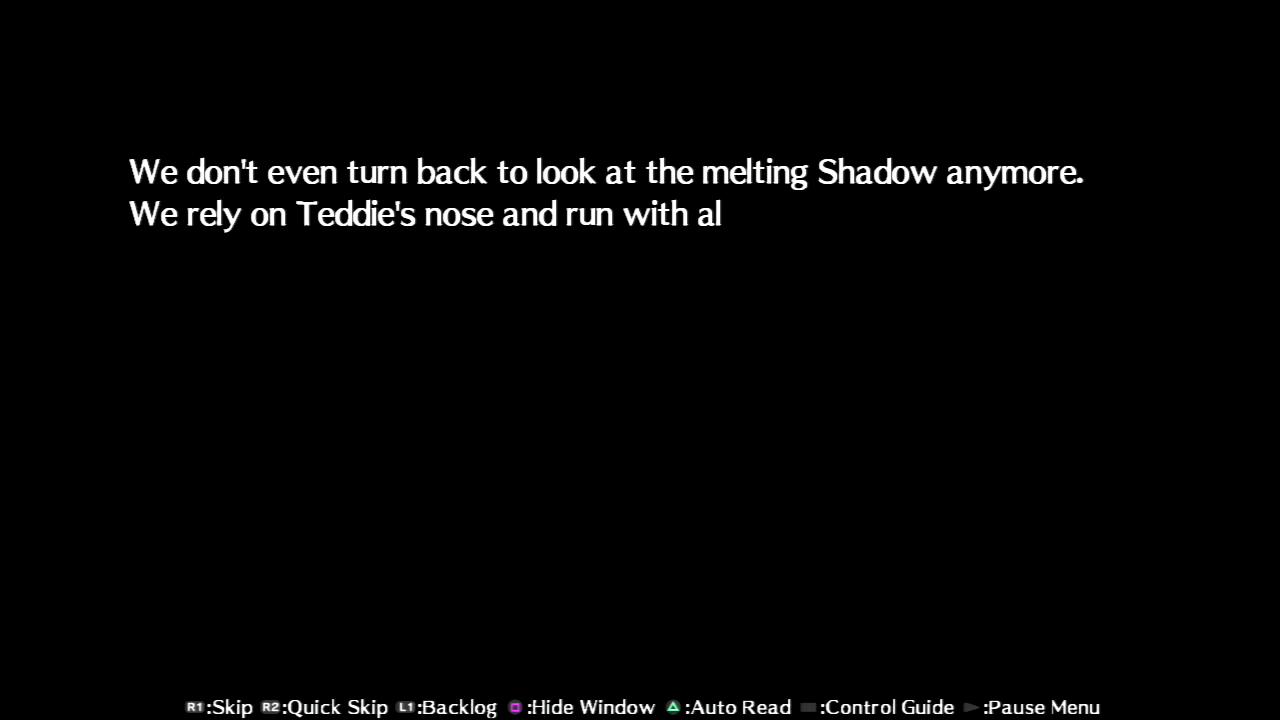 We don't even turn back to look at the melting Shadow anymore.
We rely on Teddie's nose and run with al
R1:Skip R2:Quick Skip L1:Backlog :Hide Window :Auto Read :Control Guide :Pause Menu